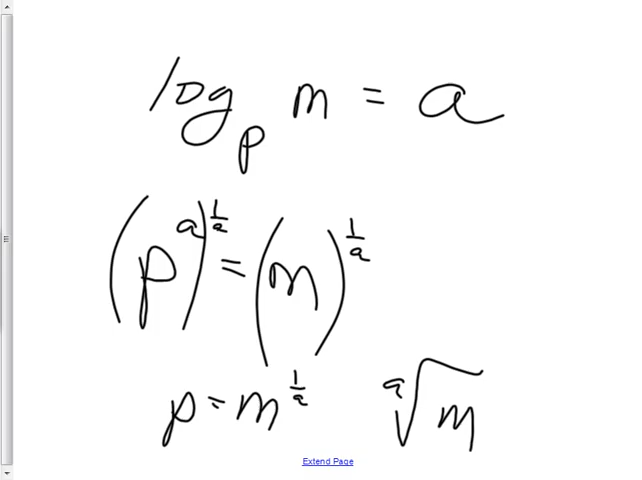 log_p m = a
(p^a)^(1/a) = (m)^(1/a)
p = m^(1/a) ᵃ√m
Extend Page